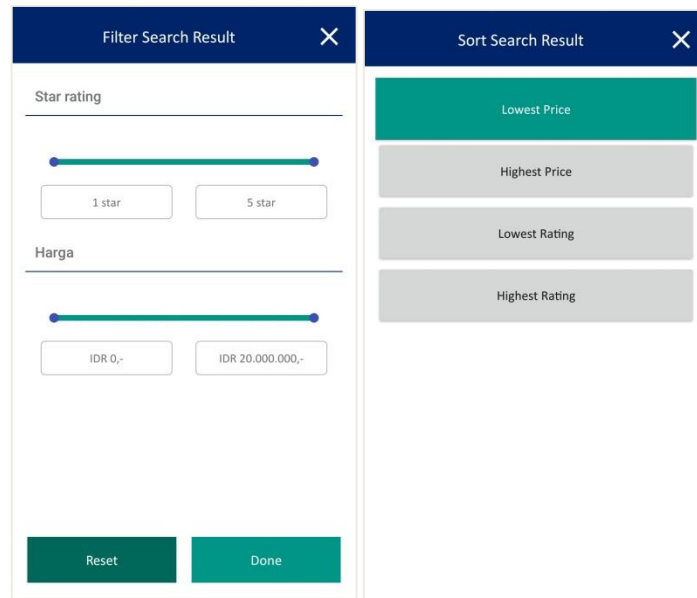 Filter Search Result
Star rating
1 star
5 star
Harga
IDR 0,-
IDR 20.000.000,-
Reset
Done
Sort Search Result
Lowest Price
Highest Price
Lowest Rating
Highest Rating